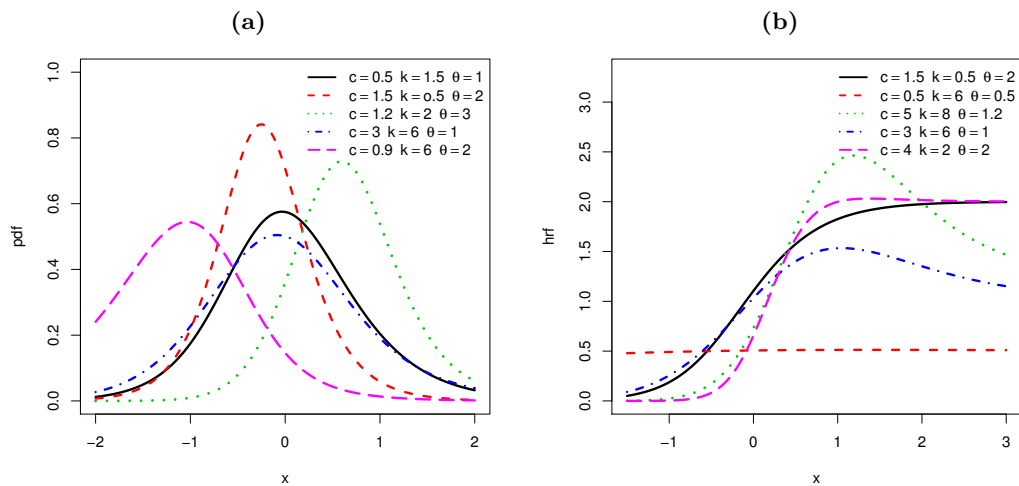 (a)
pdf
1.0
0.8
0.6
0.4
0.2
0.0
c=0.5 k=1.5 θ=1
c=1.5 k=o.5 θ=2
c=1.2 k=2 θ=3
c=3 k=6 θ=1
c=0.9 k=6 θ=2
−2 −1 0 1 2
x
(b)
hrf
3.0
2.5
2.0
1.5
1.0
0.5
0.0
c=1.5 k=0.5 θ=2
c=0.5 k=6 θ=0.5
c=5 k=8 θ=1.2
c=3 k=6 θ=1
c=4 k=2 θ=2
−1 0 1 2 3
x